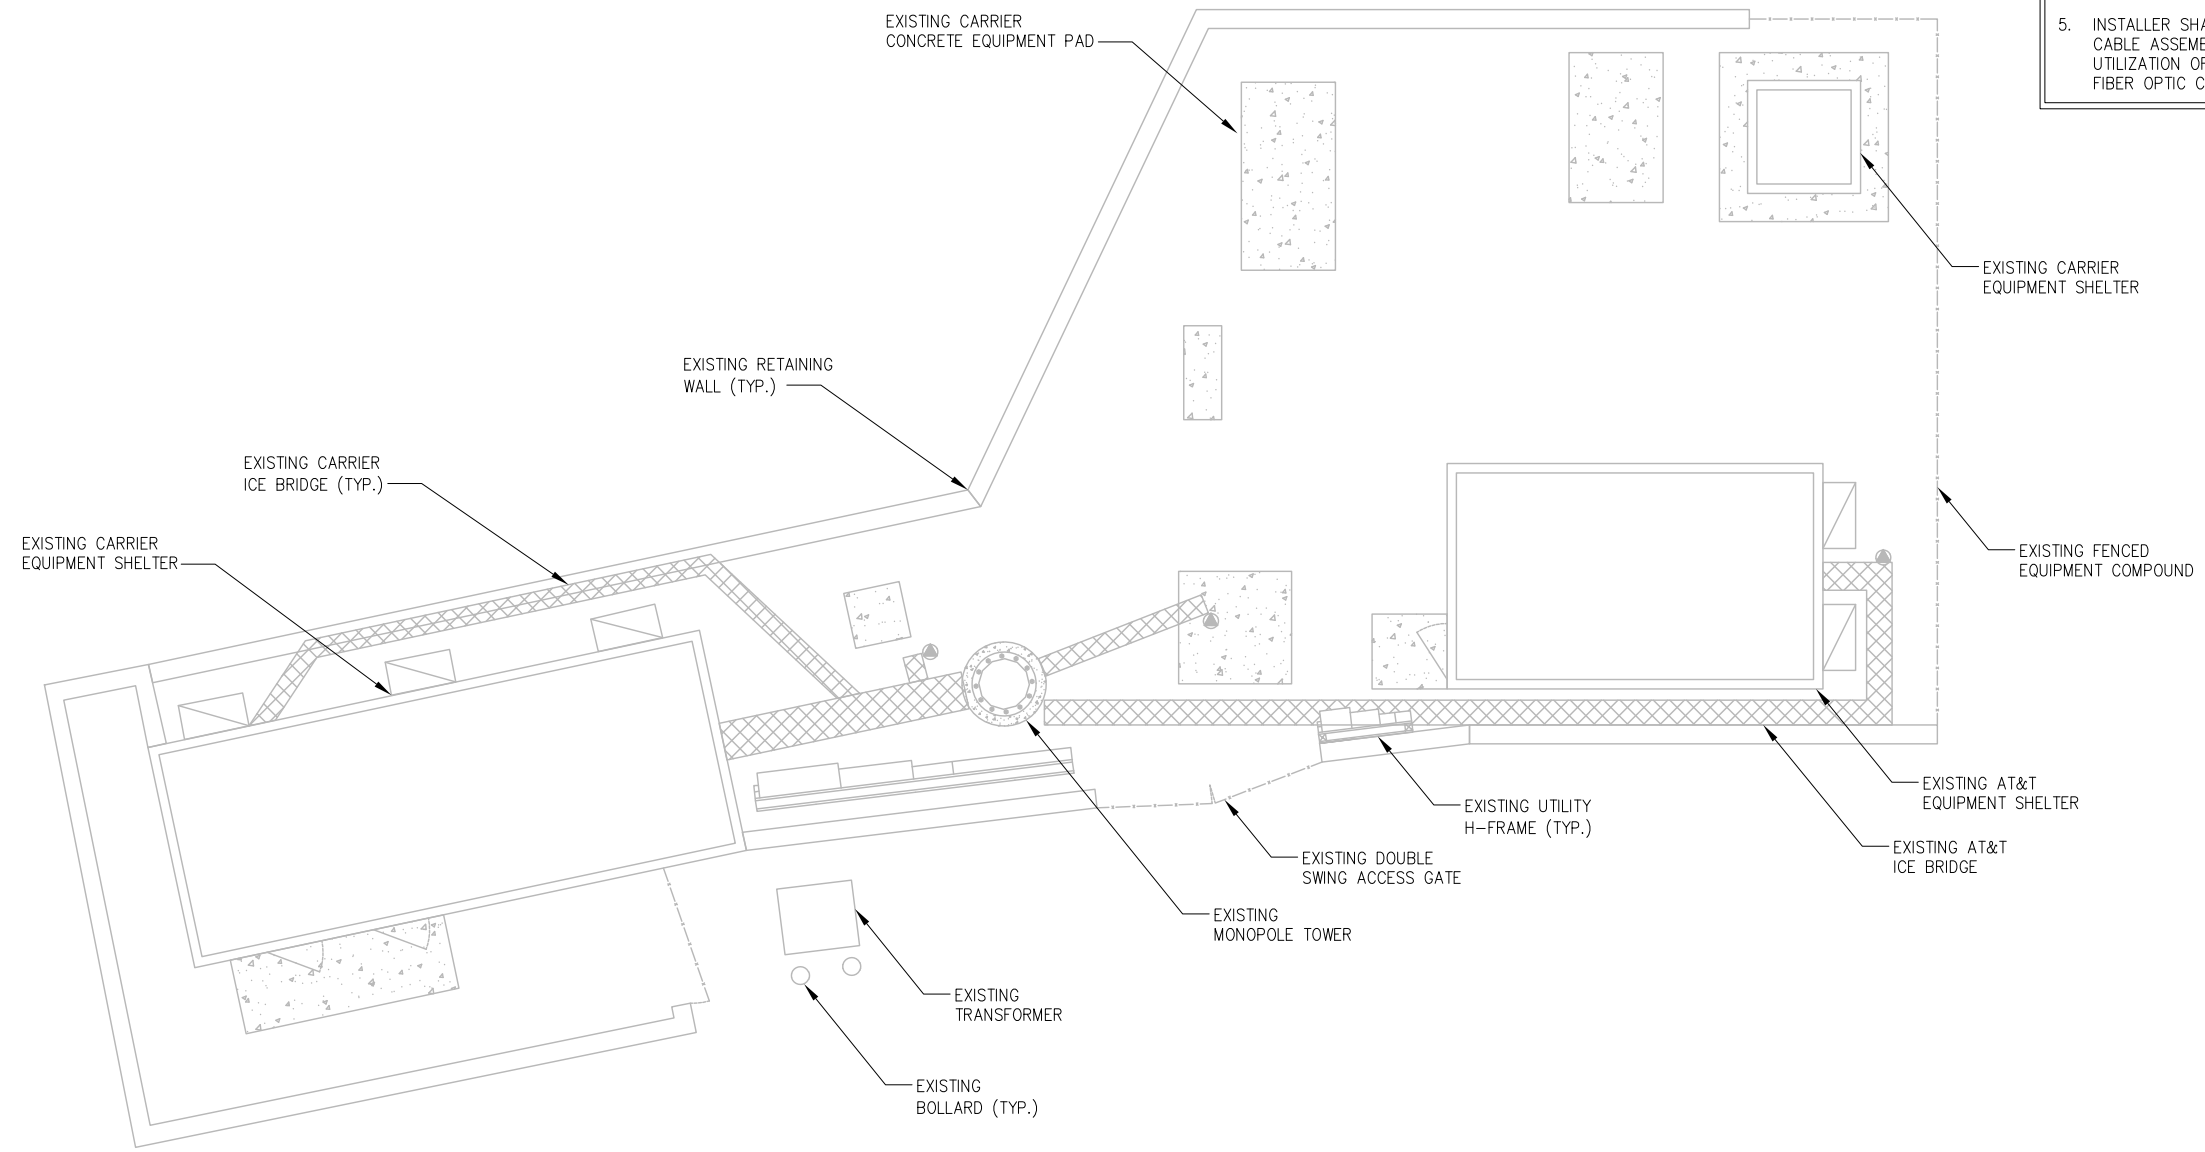 EXISTING CARRIER
CONCRETE EQUIPMENT PAD
5. INSTALLER
CABLE
UTILIZATION
FIBER OPTIC
EXISTING CARRIER
EQUIPMENT SHELTER
EXISTING RETAINING
WALL (TYP.)
EXISTING CARRIER
ICE BRIDGE (TYP.)
EXISTING CARRIER
EQUIPMENT SHELTER
EXISTING FENCED
EQUIPMENT COMPOUND
EXISTING AT&T
EQUIPMENT SHELTER
EXISTING UTILITY
H-FRAME (TYP.)
EXISTING AT&T
ICE BRIDGE
EXISTING DOUBLE
SWING ACCESS GATE
EXISTING
MONOPOLE TOWER
EXISTING
TRANSFORMER
EXISTING
BOLLARD (TYP.)